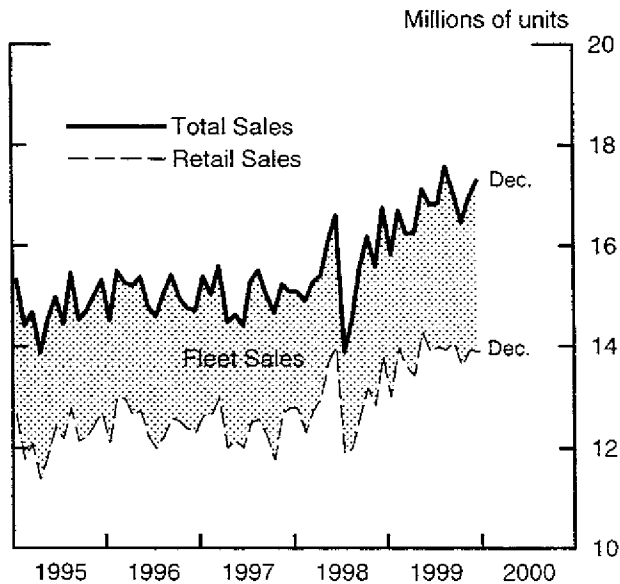 Millions of units
20
Total Sales
Retail Sales
18
Dec.
16
Fleet Sales
Dec.
14
12
10
1995 1996 1997 1998 1999 2000